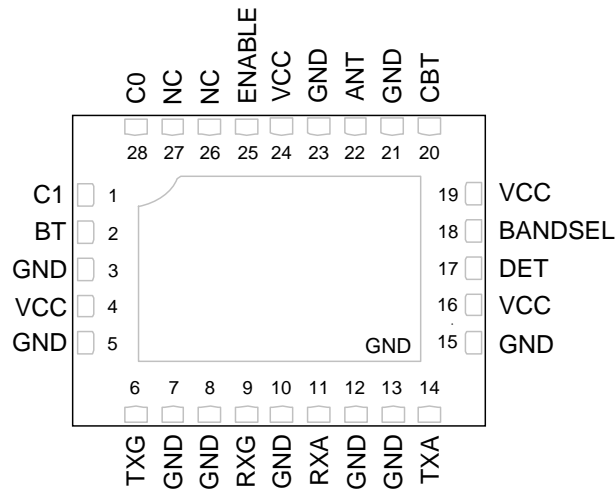 C0 NC NC ENABLE VCC GND ANT GND CBT
28 27 26 25 24 23 22 21 20
C1 1 19 VCC
BT 2 18 BANDSEL
GND 3 17 DET
VCC 4 16 VCC
GND 5 GND 15 GND
6 7 8 9 10 11 12 13 14
TXG GND GND RXG GND RXA GND GND TXA